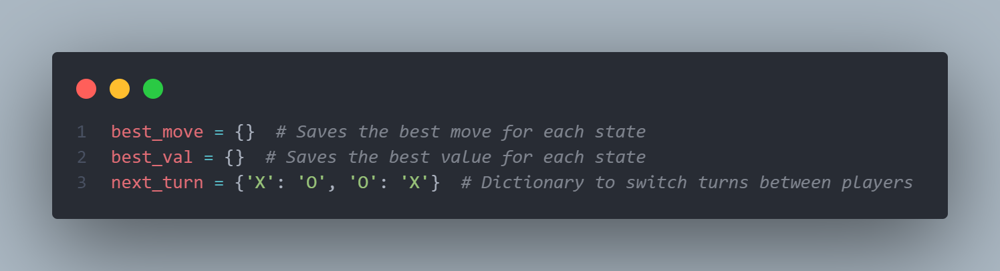 1 best_move = {}  # Saves the best move for each state
2 best_val = {}  # Saves the best value for each state
3 next_turn = {'X': 'O', 'O': 'X'}  # Dictionary to switch turns between players